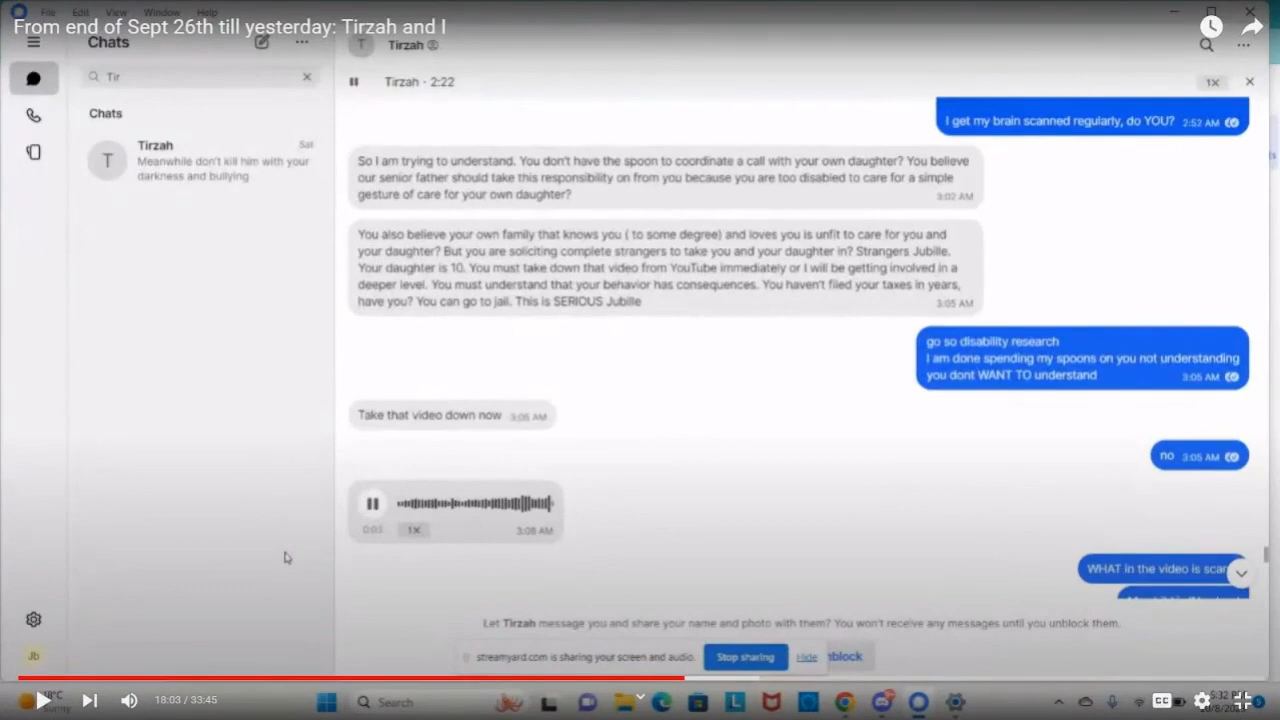 File Edit View Window Help
From end of Sept 26th till yesterday: Tirzah and I
Chats
Tir
Chats
Tirzah
Sat
Meanwhile don't kill him with your
darkness and bullying
T
T
Tirzah
Tirzah · 2:22
1X
I get my brain scanned regularly, do YOU? 2:52 AM
So I am trying to understand. You don't have the spoon to coordinate a call with your own daughter? You believe
our senior father should take this responsibility on from you because you are too disabled to care for a simple
gesture of care for your own daughter?
3:02 AM
You also believe your own family that knows you ( to some degree) and loves you is unfit to care for you and
your daughter? But you are soliciting complete strangers to take you and your daughter in? Strangers Jubille.
Your daughter is 10. You must take down that video from YouTube immediately or I will be getting involved in a
deeper level. You must understand that your behavior has consequences. You haven't filed your taxes in years,
have you? You can go to jail. This is SERIOUS Jubille
3:05 AM
go so disability research
I am done spending my spoons on you not understanding
you dont WANT TO understand
3:05 AM
Take that video down now 3:05 AM
no 3:05 AM
0:03 1X 3:08 AM
WHAT in the video is scar
Let Tirzah message you and share your name and photo with them? You won't receive any messages until you unblock them.
streamyard.com is sharing your screen and audio.
Stop sharing
Hide
block
Jb
18:03 / 33:45
Search
CC